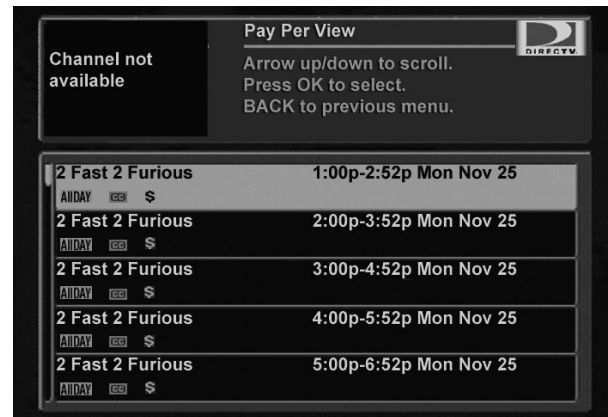 Channel not
available
Pay Per View
DIRECTV.
Arrow up/down to scroll.
Press OK to select.
BACK to previous menu.
2 Fast 2 Furious 1:00p-2:52p Mon Nov 25
AllDAY CC $
2 Fast 2 Furious 2:00p-3:52p Mon Nov 25
AllDAY CC $
2 Fast 2 Furious 3:00p-4:52p Mon Nov 25
AllDAY CC $
2 Fast 2 Furious 4:00p-5:52p Mon Nov 25
AllDAY CC $
2 Fast 2 Furious 5:00p-6:52p Mon Nov 25
AllDAY CC $